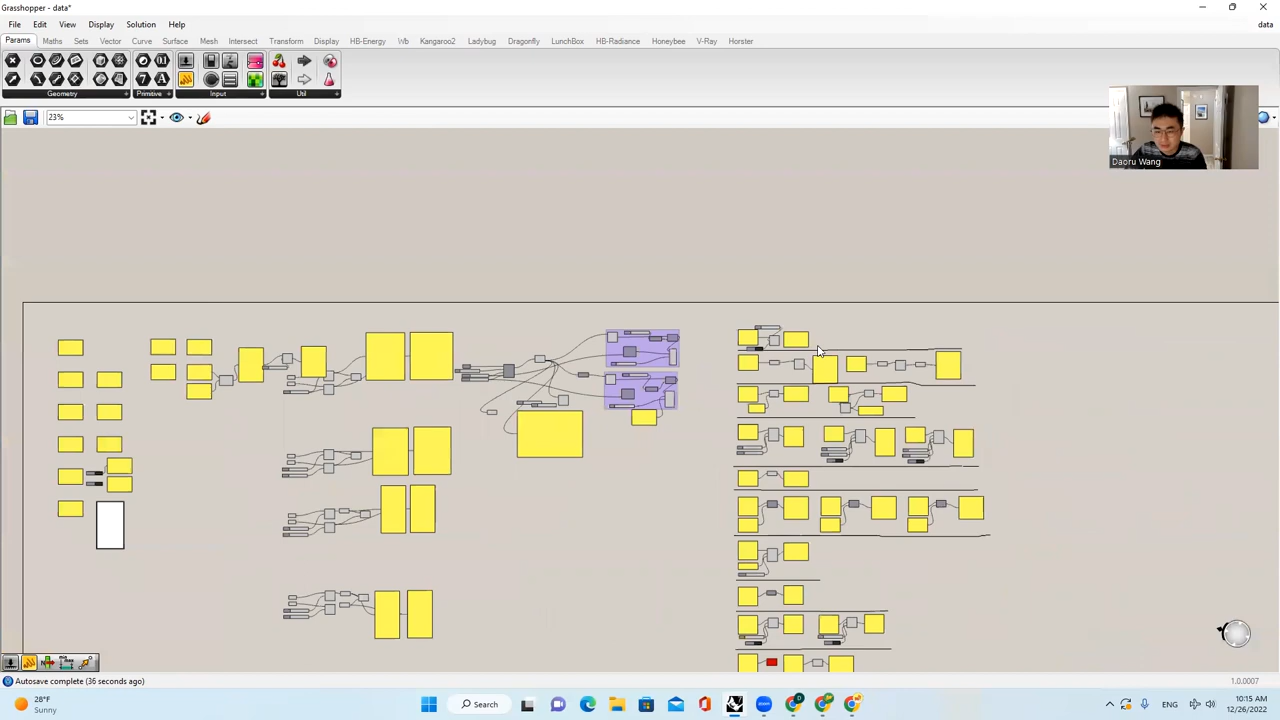 Grasshopper - data*
File Edit View Display Solution Help
data
Params Maths Sets Vector Curve Surface Mesh Intersect Transform Display HB-Energy Wb Kangaroo2 Ladybug Dragonfly LunchBox HB-Radiance Honeybee V-Ray Horster
Geometry Primitive Input Util
23%
Daoru Wang
Autosave complete (36 seconds ago)
1.0.0007
28°F
Sunny
Search
zoom
ENG
10:15 AM
12/26/2022